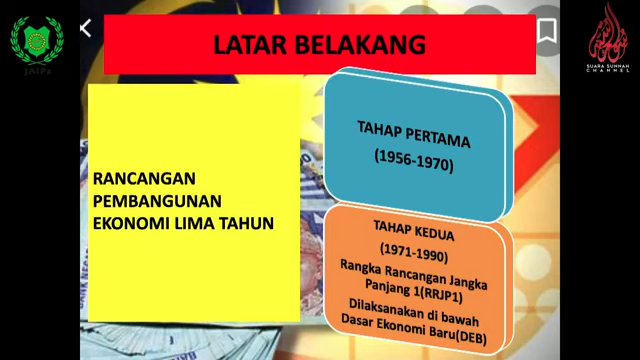 LATAR BELAKANG
JAIPs
SUARA SUNNAH
CHANNEL
RANCANGAN
PEMBANGUNAN
EKONOMI LIMA TAHUN
TAHAP PERTAMA
(1956-1970)
TAHAP KEDUA
(1971-1990)
Rangka Rancangan Jangka
Panjang 1(RRJP1)
Dilaksanakan di bawah
Dasar Ekonomi Baru(DEB)